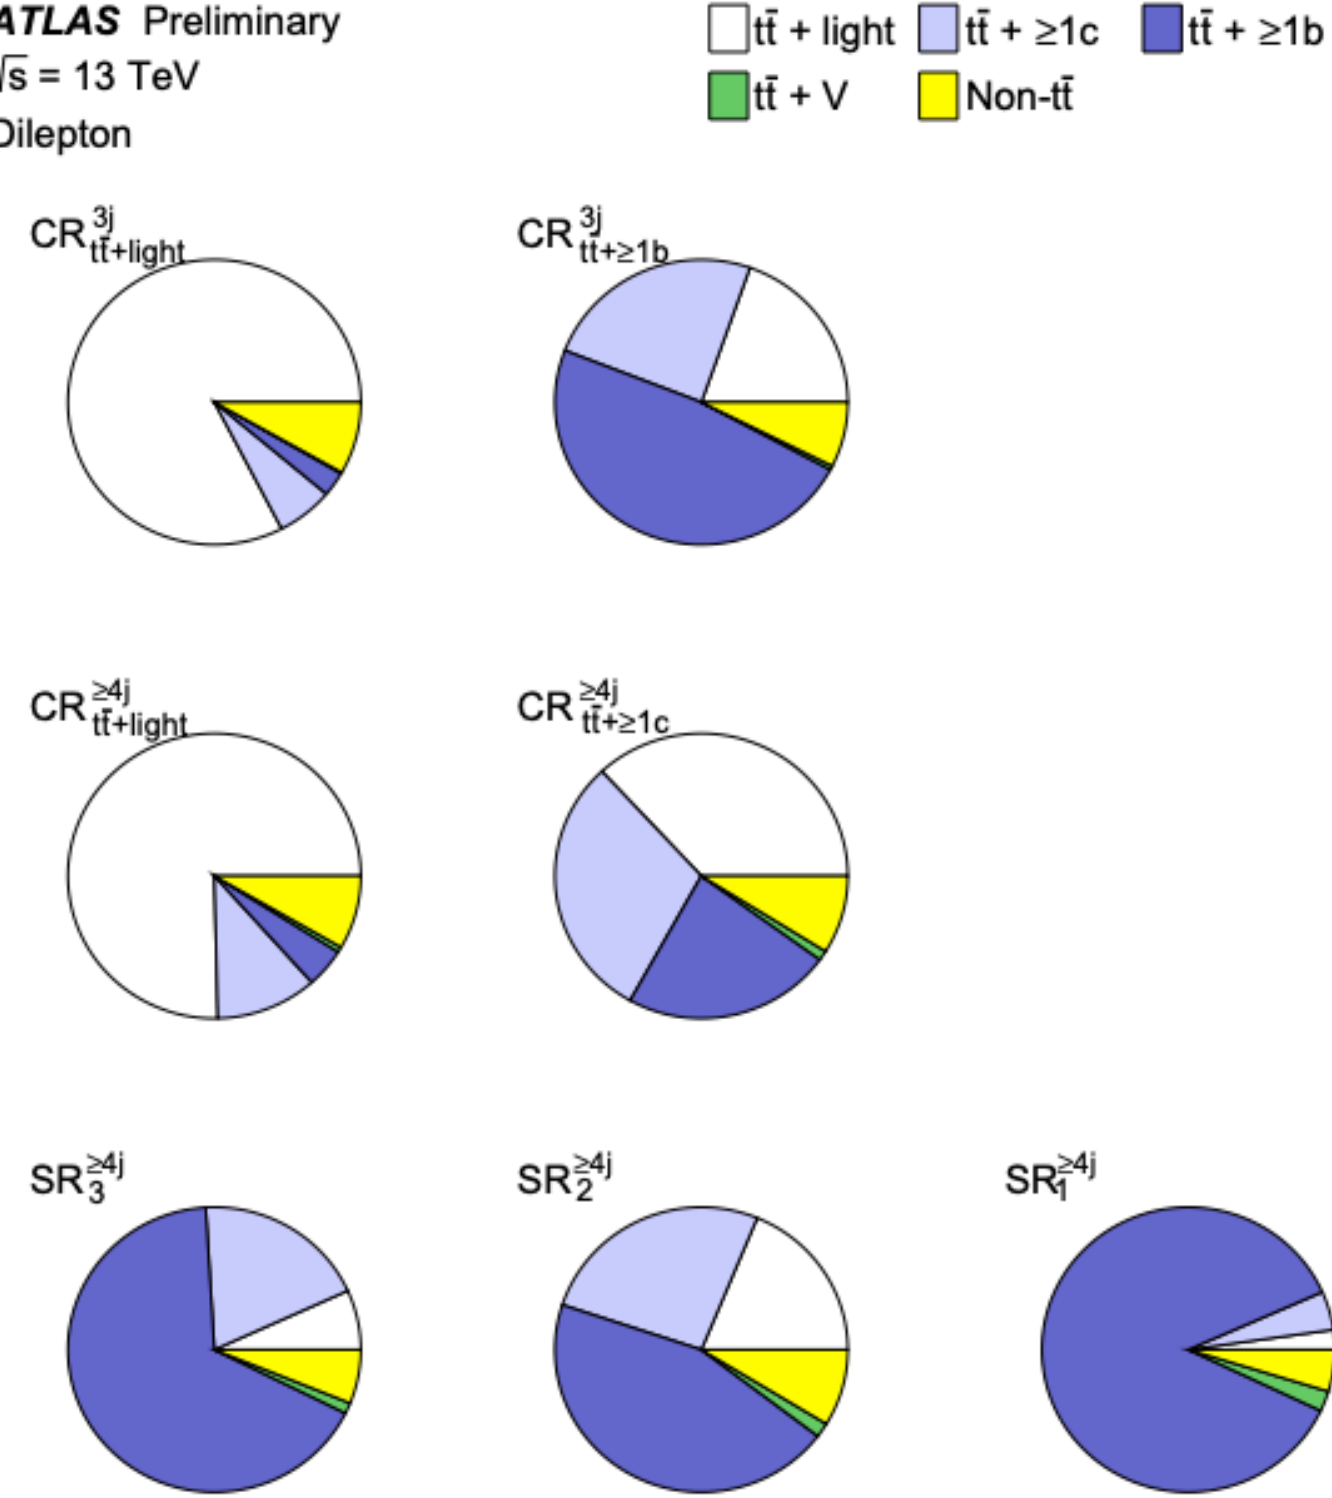 ATLAS Preliminary
√s = 13 TeV
Dilepton
tt̄ + light tt̄ + ≥1c tt̄ + ≥1b
tt̄ + V Non-tt̄
CR 3j tt̄+light
CR 3j tt̄+≥1b
CR ≥4j tt̄+light
CR ≥4j tt̄+≥1c
SR ≥4j 3
SR ≥4j 2
SR ≥4j 1